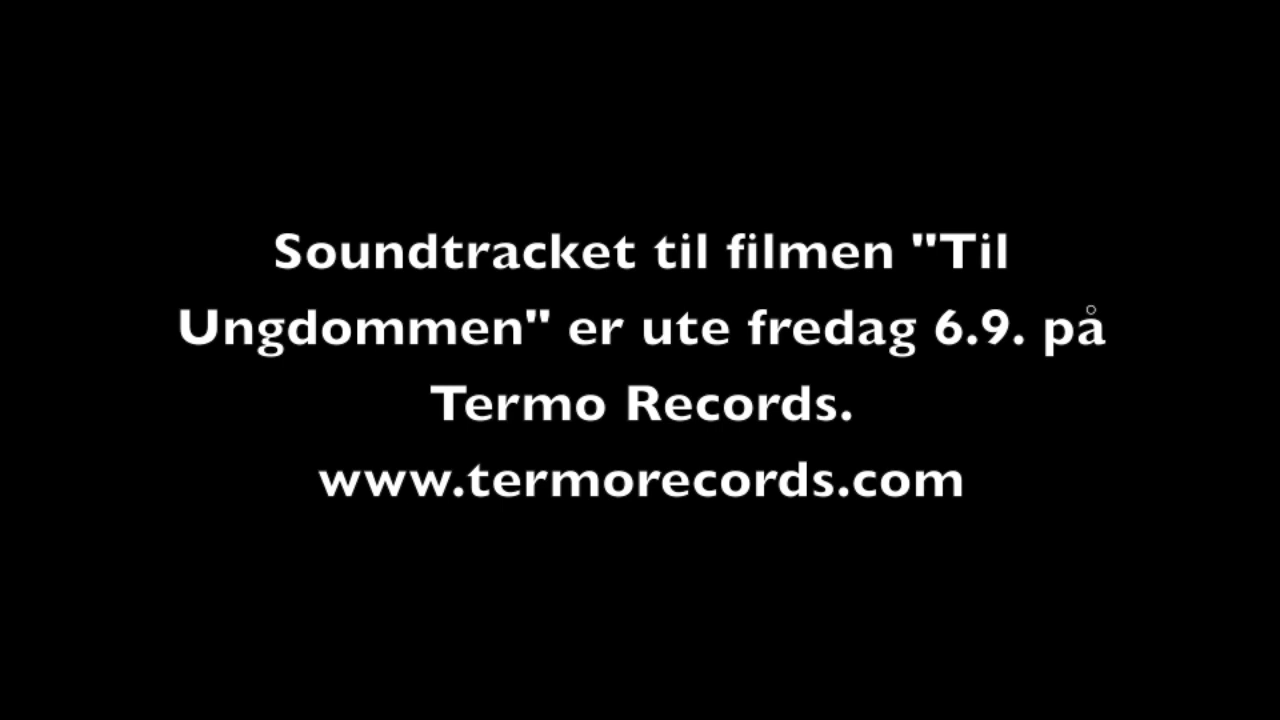 Soundtracket til filmen "Til
Ungdommen" er ute fredag 6.9. på
Termo Records.
www.termorecords.com